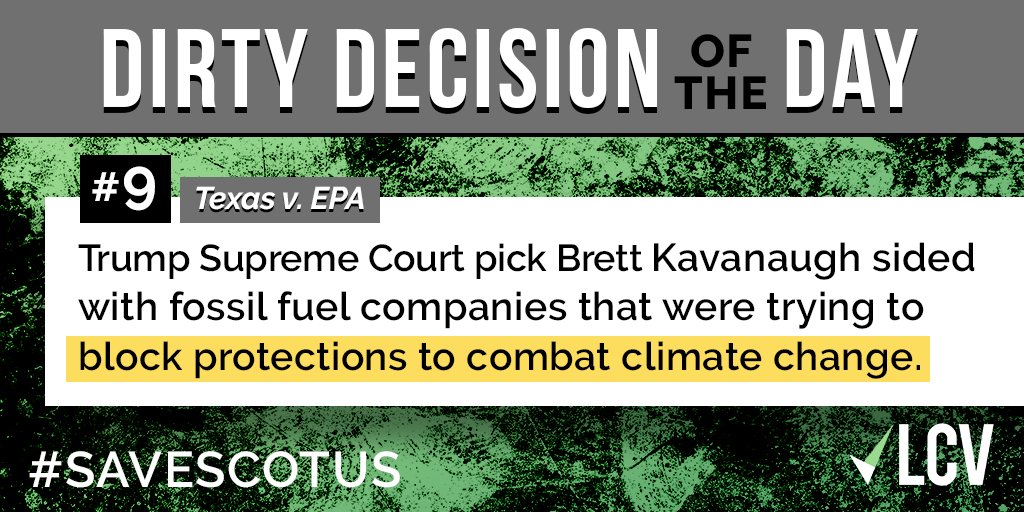 DIRTY DECISION OF THE DAY
#9 Texas v. EPA
Trump Supreme Court pick Brett Kavanaugh sided
with fossil fuel companies that were trying to
block protections to combat climate change.
#SAVESCOTUS
LCV